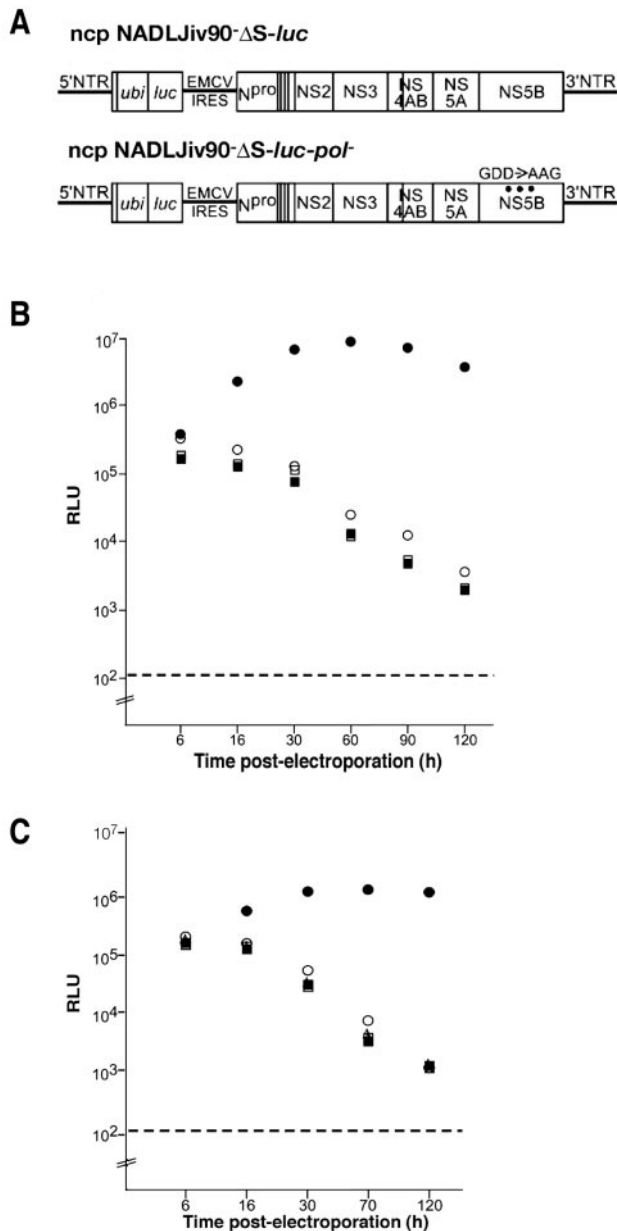 A
ncp NADLJiv90-ΔS-luc
5'NTR ubi luc EMCV IRES Npro NS2 NS3 NS 4AB NS 5A NS5B 3'NTR
ncp NADLJiv90-ΔS-luc-pol-
GDD>AAG
5'NTR ubi luc EMCV IRES Npro NS2 NS3 NS 4AB NS 5A NS5B 3'NTR
B
10⁷
10⁶
10⁵
10⁴
10³
10²
RLU
6 16 30 60 90 120
Time post-electroporation (h)
C
10⁷
10⁶
10⁵
10⁴
10³
10²
RLU
6 16 30 70 120
Time post-electroporation (h)